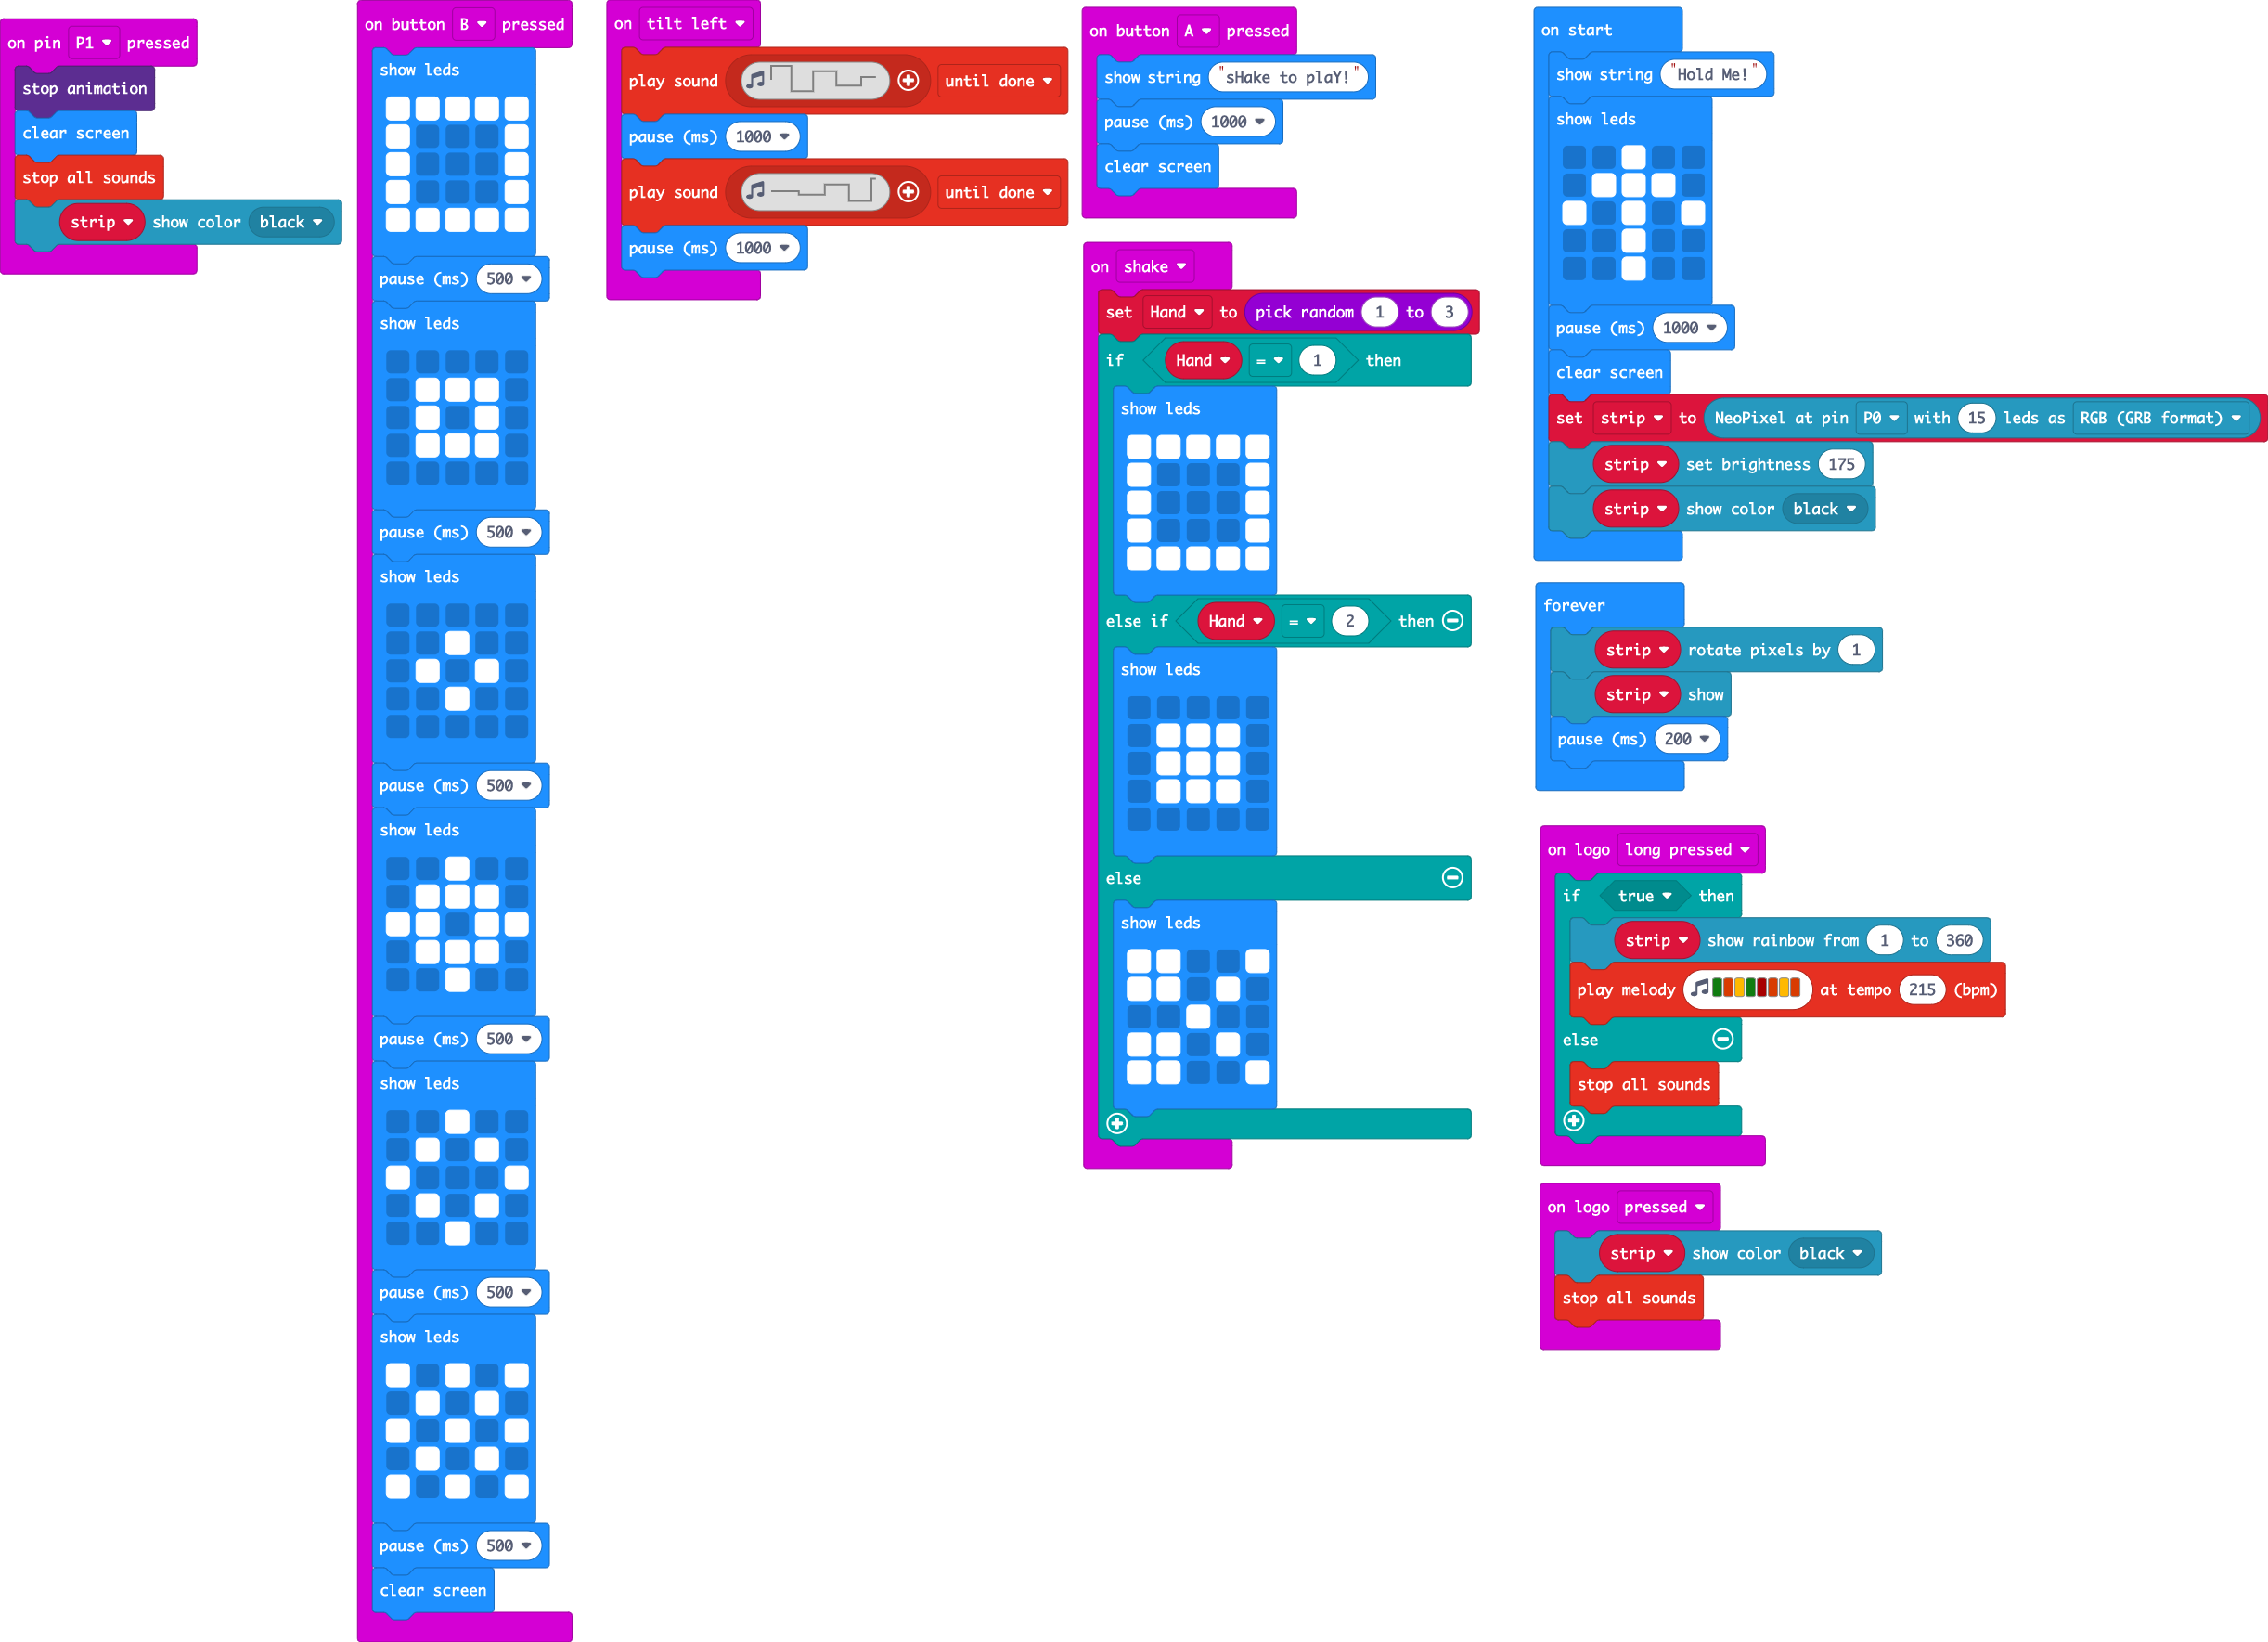 on pin P1 pressed
stop animation
clear screen
stop all sounds
strip show color black
on button B pressed
show leds
pause (ms) 500
show leds
pause (ms) 500
show leds
pause (ms) 500
show leds
pause (ms) 500
show leds
pause (ms) 500
show leds
pause (ms) 500
clear screen
on tilt left
play sound until done
pause (ms) 1000
play sound until done
pause (ms) 1000
on button A pressed
show string "sHake to plaY!"
pause (ms) 1000
clear screen
on shake
set Hand to pick random 1 to 3
if Hand = 1 then
show leds
else if Hand = 2 then
show leds
else
show leds
on start
show string "Hold Me!"
show leds
pause (ms) 1000
clear screen
set strip to NeoPixel at pin P0 with 15 leds as RGB (GRB format)
strip set brightness 175
strip show color black
forever
strip rotate pixels by 1
strip show
pause (ms) 200
on logo long pressed
if true then
strip show rainbow from 1 to 360
play melody at tempo 215 (bpm)
else
stop all sounds
on logo pressed
strip show color black
stop all sounds